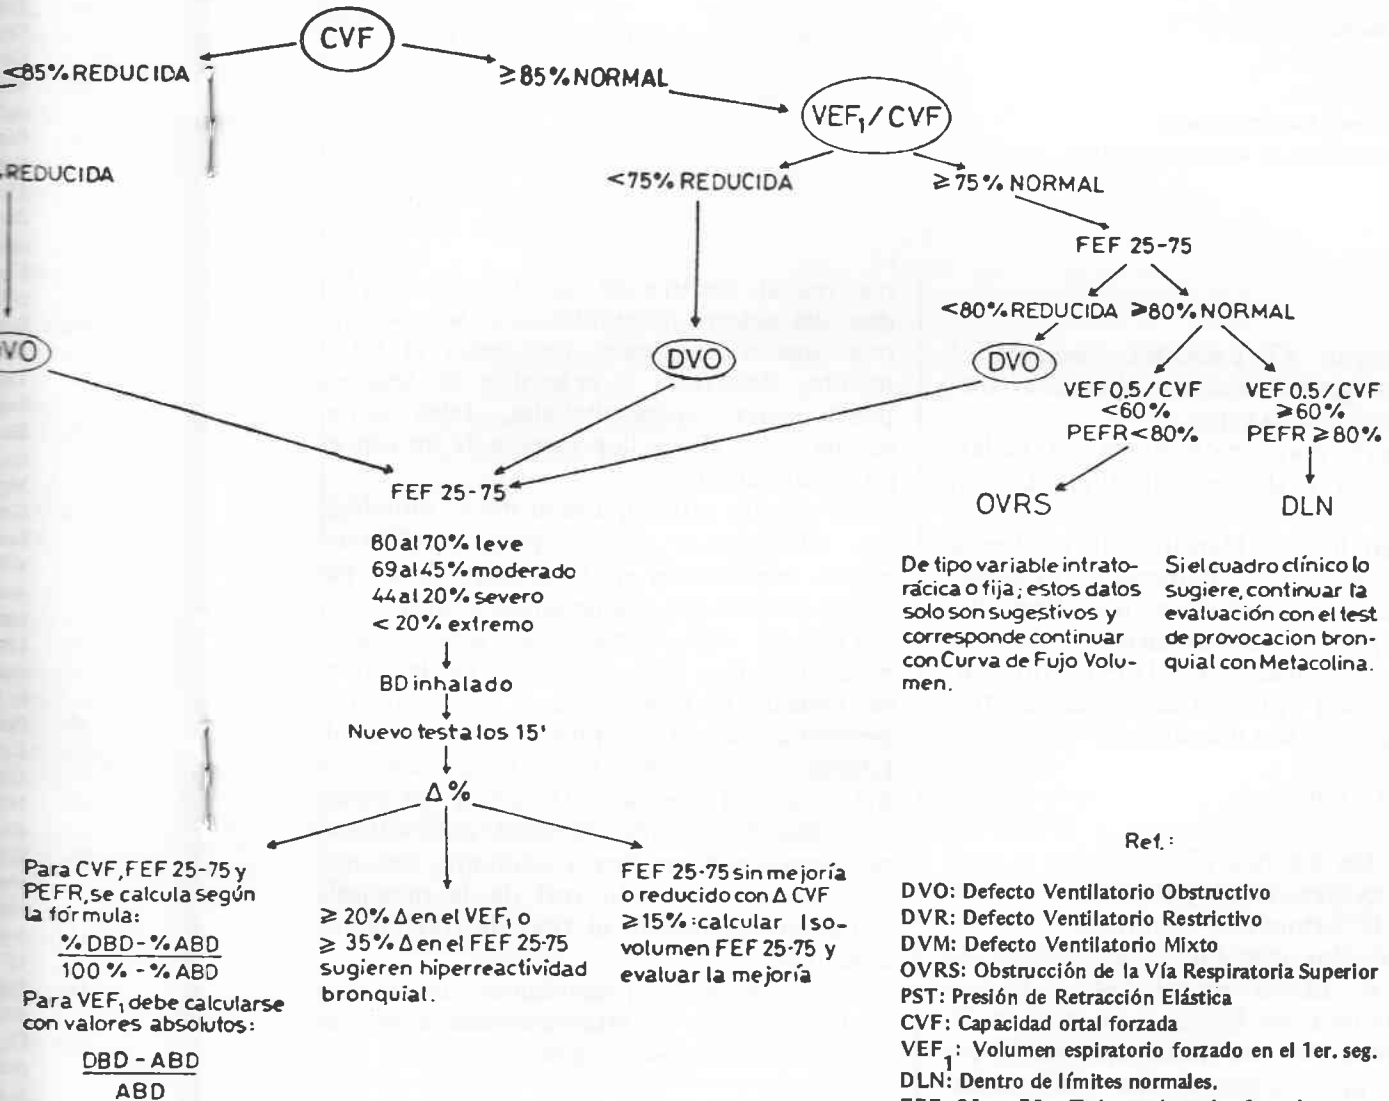 CVF
<85% REDUCIDA
≥85% NORMAL
VEF₁/CVF
REDUCIDA
<75% REDUCIDA
≥75% NORMAL
FEF 25-75
<80% REDUCIDA ≥80% NORMAL
DVO
DVO
VEF 0.5/CVF
<60%
PEFR<80%
VEF 0.5/CVF
≥60%
PEFR ≥80%
OVRS
DLN
FEF 25-75
80 al 70% leve
69 al 45% moderado
44 al 20% severo
< 20% extremo
BD inhalado
Nuevo test a los 15'
Δ %
De tipo variable intrato-
rácica o fija; estos datos
solo son sugestivos y
corresponde continuar
con Curva de Fujo Volu-
men.
Si el cuadro clínico lo
sugiere, continuar la
evaluación con el test
de provocacion bron-
quial con Metacolina.
Para CVF, FEF 25-75 y
PEFR, se calcula según
la fórmula:
% DBD - % ABD
100 % - % ABD
Para VEF₁ debe calcularse
con valores absolutos:
DBD - ABD
ABD
≥ 20% Δ en el VEF₁ o
≥ 35% Δ en el FEF 25-75
sugieren hiperreactividad
bronquial.
FEF 25-75 sin mejoría
o reducido con Δ CVF
≥15%: calcular Iso-
volumen FEF 25-75 y
evaluar la mejoría
Ref.:
DVO: Defecto Ventilatorio Obstructivo
DVR: Defecto Ventilatorio Restrictivo
DVM: Defecto Ventilatorio Mixto
OVRS: Obstrucción de la Vía Respiratoria Superior
PST: Presión de Retracción Elástica
CVF: Capacidad ortal forzada
VEF₁: Volumen espiratorio forzado en el 1er. seg.
DLN: Dentro de límites normales.